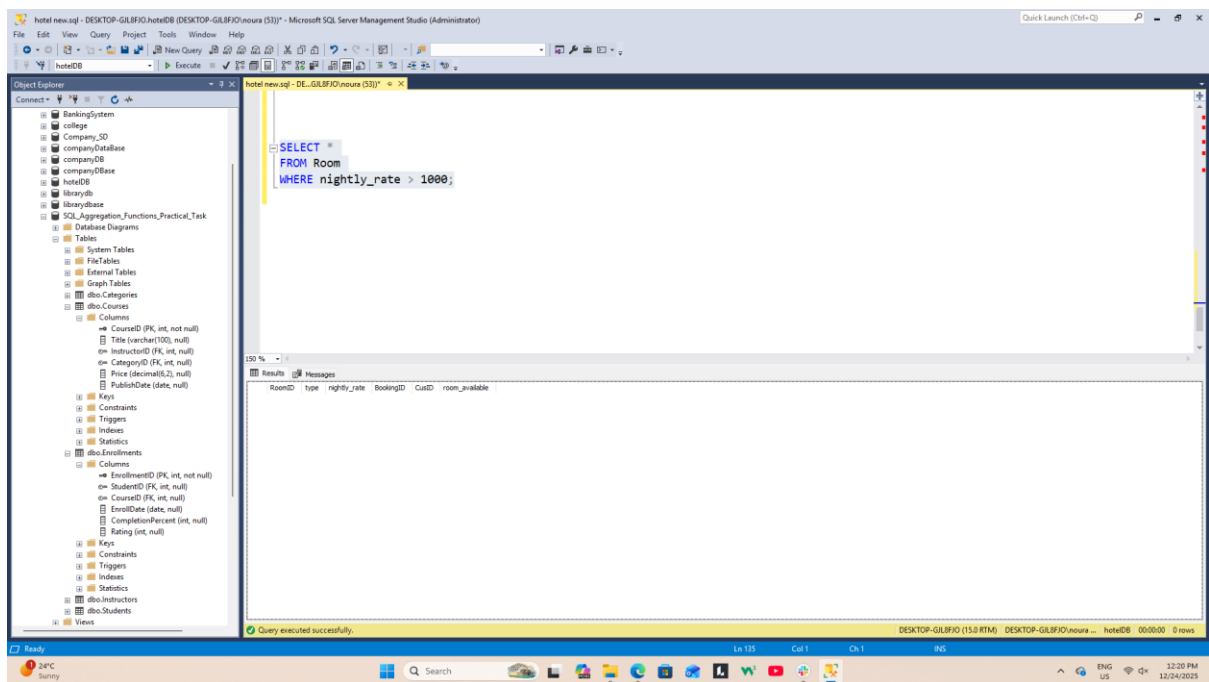 hotel new.sql - DESKTOP-GJL8FJO.hotelDB (DESKTOP-GJL8FJO\noura (53))* - Microsoft SQL Server Management Studio (Administrator)
Quick Launch (Ctrl+Q)
File Edit View Query Project Tools Window Help
New Query
hotelDB
Execute
Object Explorer
hotel new.sql - DE...GJL8FJO\noura (53))*
Connect
BankingSystem
college
Company_SD
companyDataBase
companyDB
companyDBase
hotelDB
librarydb
librarydbase
SQL_Aggregation_Functions_Practical_Task
Database Diagrams
Tables
System Tables
FileTables
External Tables
Graph Tables
dbo.Categories
dbo.Courses
Columns
CourseID (PK, int, not null)
Title (varchar(100), null)
InstructorID (FK, int, null)
CategoryID (FK, int, null)
Price (decimal(6,2), null)
PublishDate (date, null)
Keys
Constraints
Triggers
Indexes
Statistics
dbo.Enrollments
Columns
EnrollmentID (PK, int, not null)
StudentID (FK, int, null)
CourseID (FK, int, null)
EnrollDate (date, null)
CompletionPercent (int, null)
Rating (int, null)
Keys
Constraints
Triggers
Indexes
Statistics
dbo.Instructors
dbo.Students
Views
SELECT *
FROM Room
WHERE nightly_rate > 1000;
150 %
Results Messages
RoomID type nightly_rate BookingID CusID room_available
Query executed successfully.
DESKTOP-GJL8FJO (15.0 RTM) DESKTOP-GJL8FJO\noura ... hotelDB 00:00:00 0 rows
Ready
Ln 135 Col 1 Ch 1 INS
1
24°C
Sunny
Search
ENG
US
12:20 PM
12/24/2025